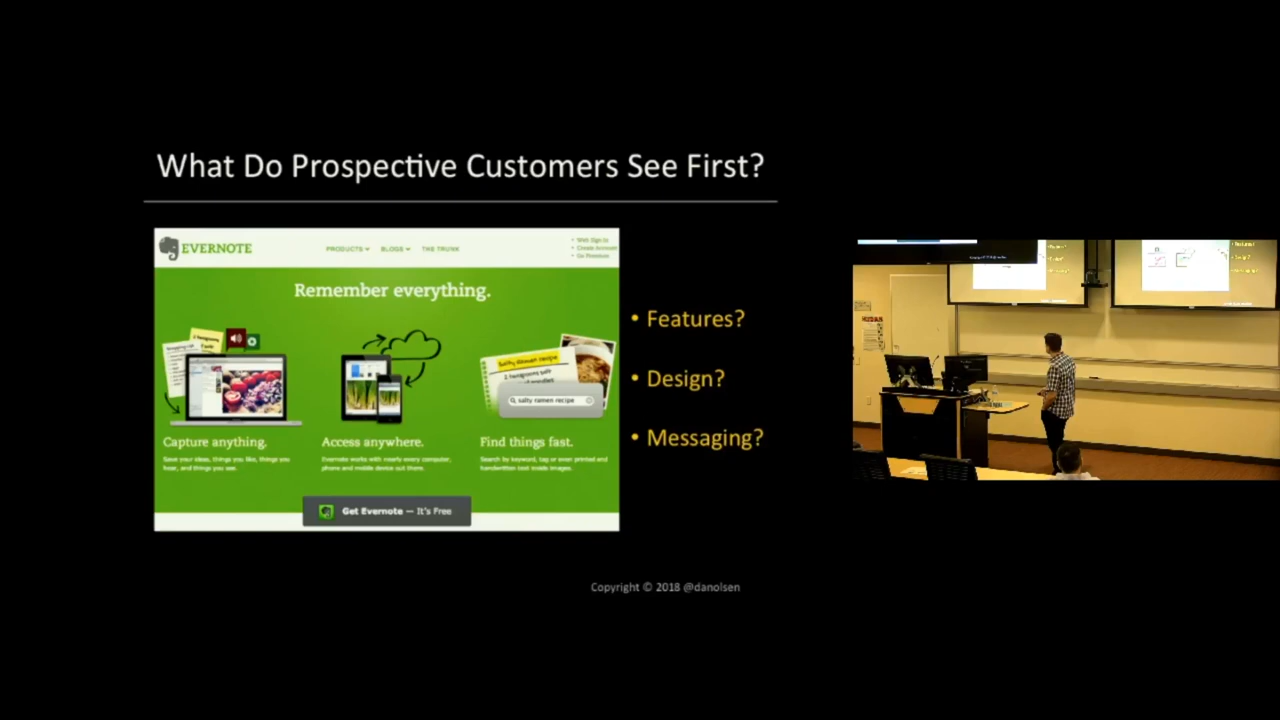 What Do Prospective Customers See First?
EVERNOTE
PRODUCTS BLOGS THE TRUNK
• Web Sign In
• Create Account
• Go Premium
Remember everything.
salty ramen recipe
Capture anything.
Save your ideas, things you like, things you
hear, and things you see.
Access anywhere.
Evernote works with nearly every computer,
phone and mobile device out there.
Find things fast.
Search by keyword, tag or even printed and
handwritten text inside images.
Get Evernote — It's Free
• Features?
• Design?
• Messaging?
Copyright © 2018 @danolsen